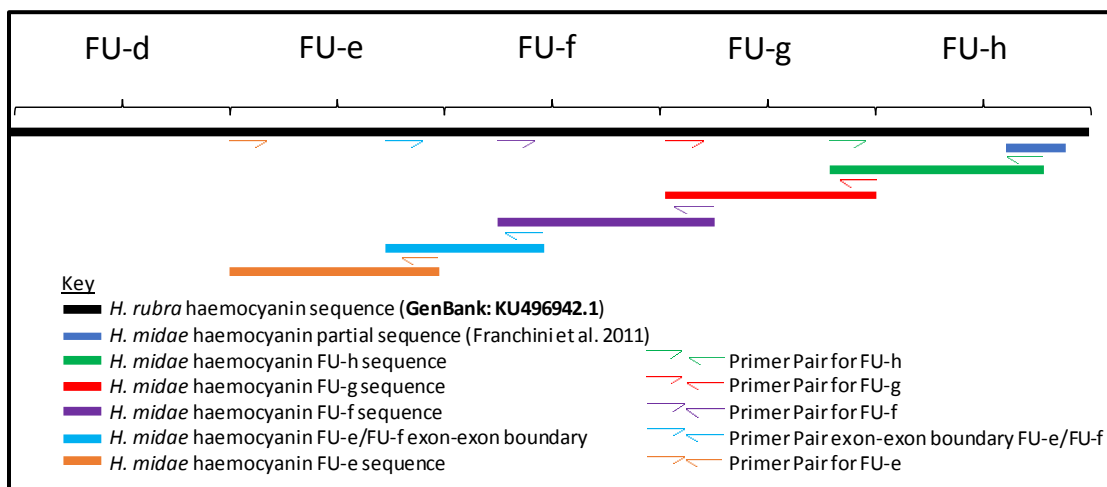 FU-d FU-e FU-f FU-g FU-h
Key
H. rubra haemocyanin sequence (GenBank: KU496942.1)
H. midae haemocyanin partial sequence (Franchini et al. 2011)
H. midae haemocyanin FU-h sequence
H. midae haemocyanin FU-g sequence
H. midae haemocyanin FU-f sequence
H. midae haemocyanin FU-e/FU-f exon-exon boundary
H. midae haemocyanin FU-e sequence
Primer Pair for FU-h
Primer Pair for FU-g
Primer Pair for FU-f
Primer Pair exon-exon boundary FU-e/FU-f
Primer Pair for FU-e